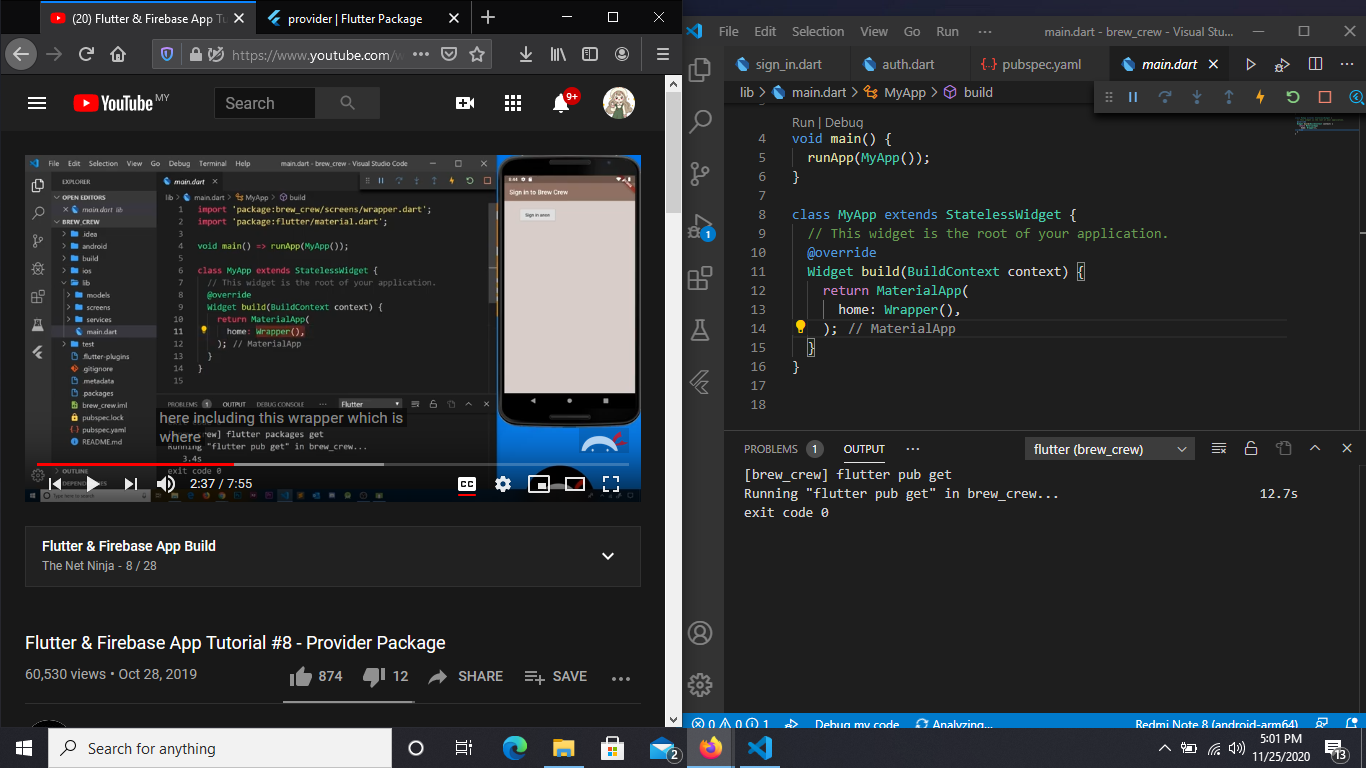 (20) Flutter & Firebase App Tu
provider | Flutter Package
https://www.youtube.com/w
YouTube MY
Search
9+
File Edit Selection View Go Debug Terminal Help main.dart - brew_crew - Visual Studio Code
EXPLORER
OPEN EDITORS
main.dart lib
BREW_CREW
.idea
android
build
ios
lib
models
screens
services
main.dart
test
.flutter-plugins
.gitignore
.metadata
.packages
brew_crew.iml
pubspec.lock
pubspec.yaml
README.md
OUTLINE
DEPENDENCIES
main.dart
lib > main.dart > MyApp > build
1 import 'package:brew_crew/screens/wrapper.dart';
2 import 'package:flutter/material.dart';
3
4 void main() => runApp(MyApp());
5
6 class MyApp extends StatelessWidget {
7 // This widget is the root of your application.
8 @override
9 Widget build(BuildContext context) {
10 return MaterialApp(
11 home: Wrapper(),
12 ); // MaterialApp
13 }
14 }
15
PROBLEMS 1 OUTPUT DEBUG CONSOLE ... Flutter
[brew_crew] flutter packages get
Running "flutter pub get" in brew_crew...
3.4s
exit code 0
Sign in to Brew Crew
Sign in anon
here including this wrapper which is
where
2:37 / 7:55
CC
Flutter & Firebase App Build
The Net Ninja - 8 / 28
Flutter & Firebase App Tutorial #8 - Provider Package
60,530 views • Oct 28, 2019
874
12
SHARE
SAVE
File Edit Selection View Go Run ... main.dart - brew_crew - Visual Stu...
sign_in.dart
auth.dart
pubspec.yaml
main.dart
lib > main.dart > MyApp > build
Run | Debug
4 void main() {
5 runApp(MyApp());
6 }
7
8 class MyApp extends StatelessWidget {
9 // This widget is the root of your application.
10 @override
11 Widget build(BuildContext context) {
12 return MaterialApp(
13 home: Wrapper(),
14 ); // MaterialApp
15 }
16 }
17
18
1
PROBLEMS 1 OUTPUT ... flutter (brew_crew)
[brew_crew] flutter pub get
Running "flutter pub get" in brew_crew... 12.7s
exit code 0
0 0 1 Debug my code Analyzing... Redmi Note 8 (android-arm64)
Search for anything
2
5:01 PM
11/25/2020
13